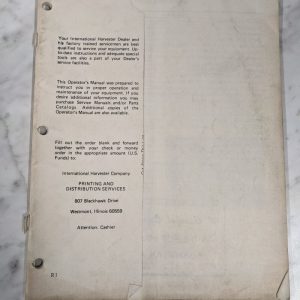 Your International Harvester Dealer and
his factory trained servicemen are best
qualified to service your equipment. Up-
to-date instructions and adequate special
tools are also a part of your Dealer's
service facilities.
This Operator's Manual was prepared to
instruct you in proper operation and
maintenance of your equipment. If you
desire additional information you may
purchase Service Manuals and/or Parts
Catalogs. Additional copies of the
Operator's Manual are also available.
Fill out the order blank and forward
together with your check or money
order in the appropriate amount (U.S.
Funds) to:
International Harvester Company
PRINTING AND
DISTRIBUTION SERVICES
807 Blackhawk Drive
Westmont, Illinois 60559
Attention: Cashier
R1